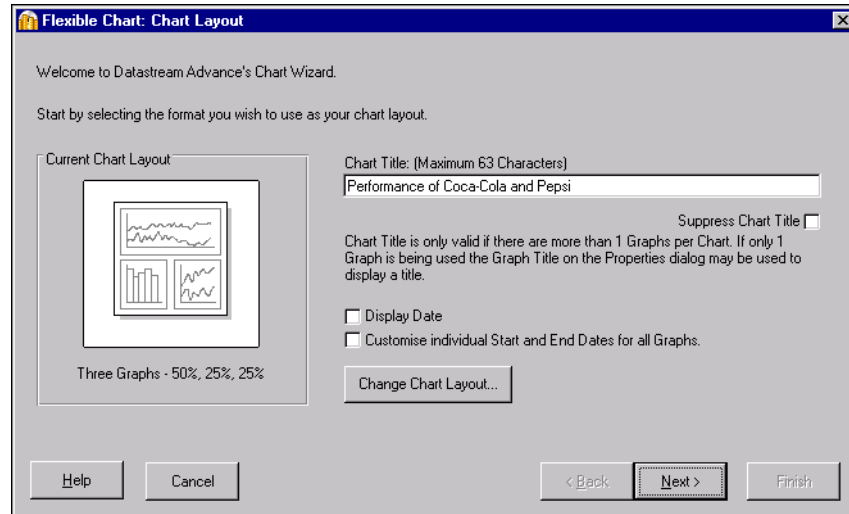 Flexible Chart: Chart Layout
Welcome to Datastream Advance's Chart Wizard.
Start by selecting the format you wish to use as your chart layout.
Current Chart Layout
Three Graphs - 50%, 25%, 25%
Chart Title: (Maximum 63 Characters)
Performance of Coca-Cola and Pepsi
Suppress Chart Title
Chart Title is only valid if there are more than 1 Graphs per Chart. If only 1
Graph is being used the Graph Title on the Properties dialog may be used to
display a title.
Display Date
Customise individual Start and End Dates for all Graphs.
Change Chart Layout...
Help
Cancel
< Back
Next >
Finish